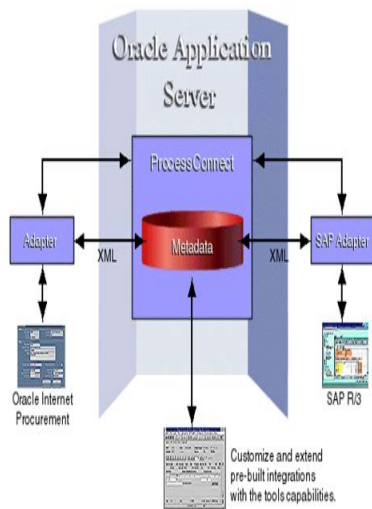 Oracle Application
Server
ProcessConnect
Adapter
XML
Metadata
XML
SAP Adapter
Oracle Internet
Procurement
SAP R/3
Customize and extend
pre-built integrations
with the tools capabilities.